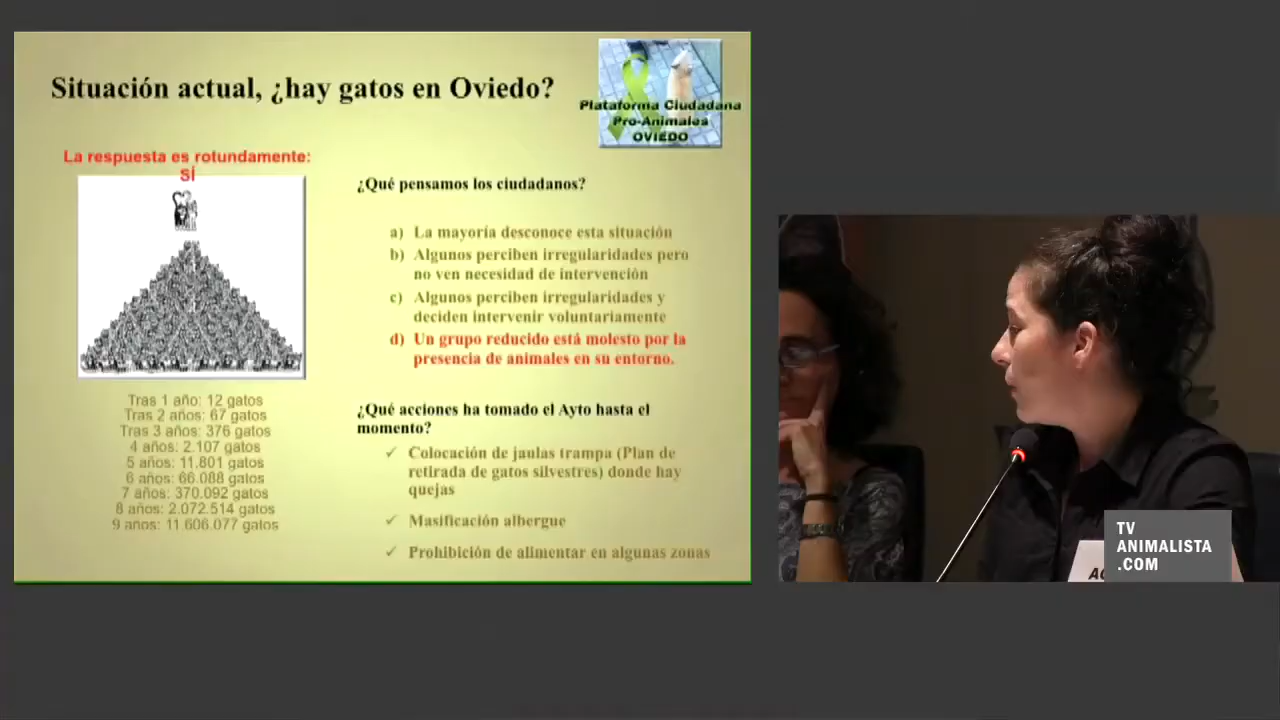 Situación actual, ¿hay gatos en Oviedo?
Plataforma Ciudadana
Pro-Animales
OVIEDO
La respuesta es rotundamente:
SÍ
Tras 1 año: 12 gatos
Tras 2 años: 67 gatos
Tras 3 años: 376 gatos
4 años: 2.107 gatos
5 años: 11.801 gatos
6 años: 66.088 gatos
7 años: 370.092 gatos
8 años: 2.072.514 gatos
9 años: 11.606.077 gatos
¿Qué pensamos los ciudadanos?
a) La mayoría desconoce esta situación
b) Algunos perciben irregularidades pero
no ven necesidad de intervención
c) Algunos perciben irregularidades y
deciden intervenir voluntariamente
d) Un grupo reducido está molesto por la
presencia de animales en su entorno.
¿Qué acciones ha tomado el Ayto hasta el
momento?
✓ Colocación de jaulas trampa (Plan de
retirada de gatos silvestres) donde hay
quejas
✓ Masificación albergue
✓ Prohibición de alimentar en algunas zonas
TV
ANIMALISTA
.COM